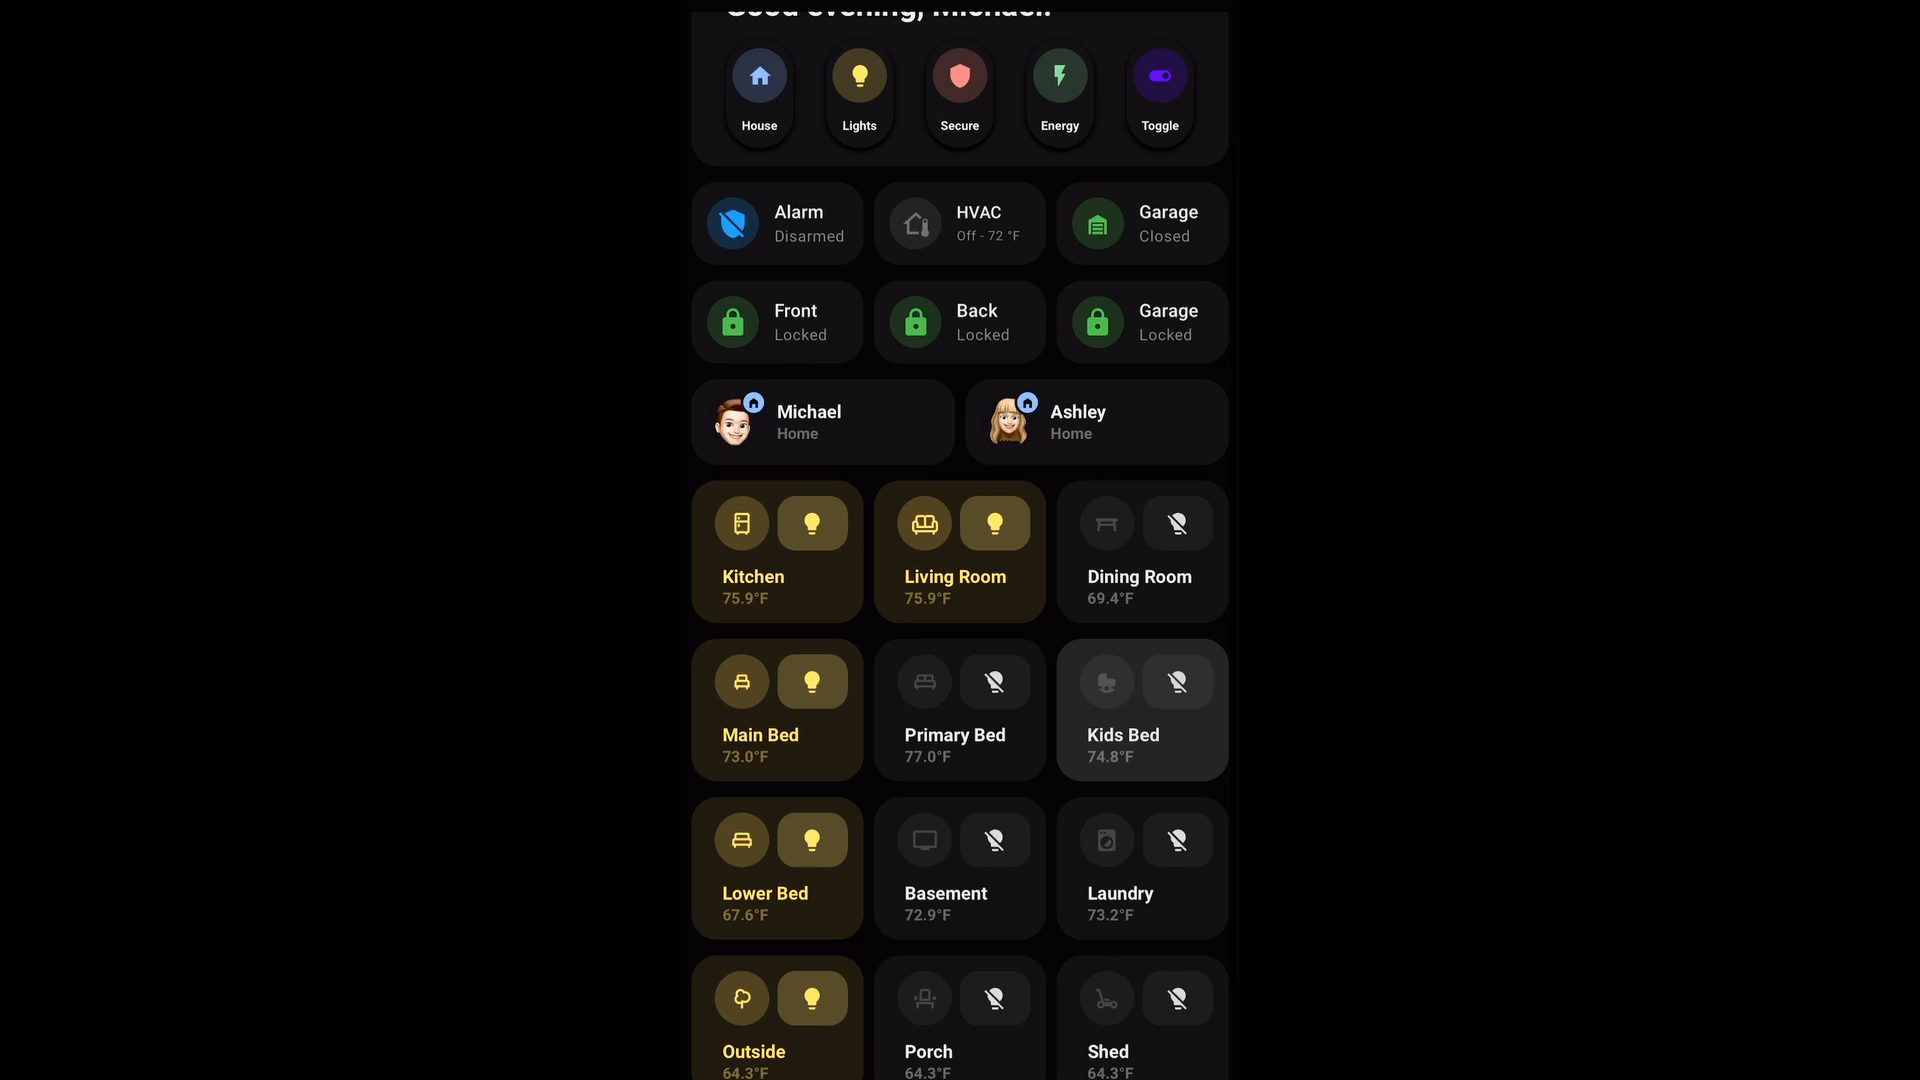 Good evening, Michael.
House Lights Secure Energy Toggle
Alarm
Disarmed
HVAC
Off - 72 °F
Garage
Closed
Front
Locked
Back
Locked
Garage
Locked
Michael
Home
Ashley
Home
Kitchen
75.9°F
Living Room
75.9°F
Dining Room
69.4°F
Main Bed
73.0°F
Primary Bed
77.0°F
Kids Bed
74.8°F
Lower Bed
67.6°F
Basement
72.9°F
Laundry
73.2°F
Outside
64.3°F
Porch
64.3°F
Shed
64.3°F